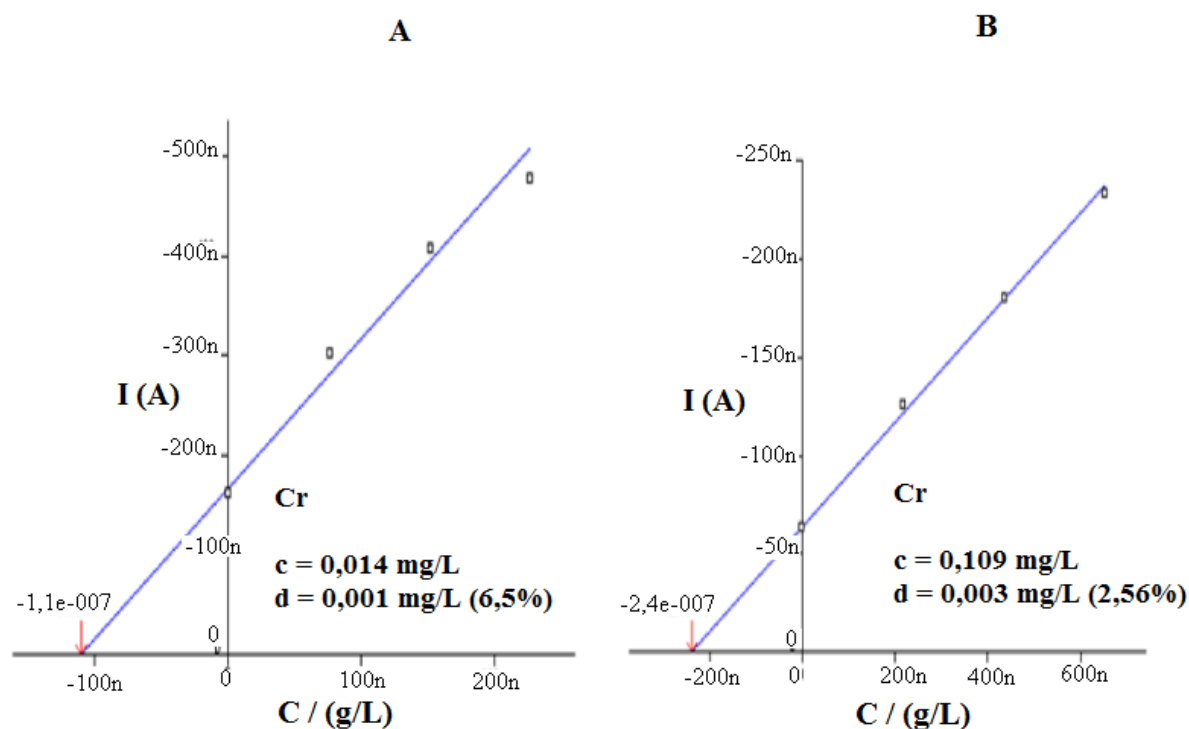 A
-500n
-400n
-300n
I (A)
-200n
Cr
-100n
c = 0,014 mg/L
d = 0,001 mg/L (6,5%)
-1,1e-007
0
-100n
0
100n
200n
C / (g/L)
B
-250n
-200n
-150n
I (A)
-100n
Cr
-50n
c = 0,109 mg/L
d = 0,003 mg/L (2,56%)
-2,4e-007
0
-200n
0
200n
400n
600n
C / (g/L)